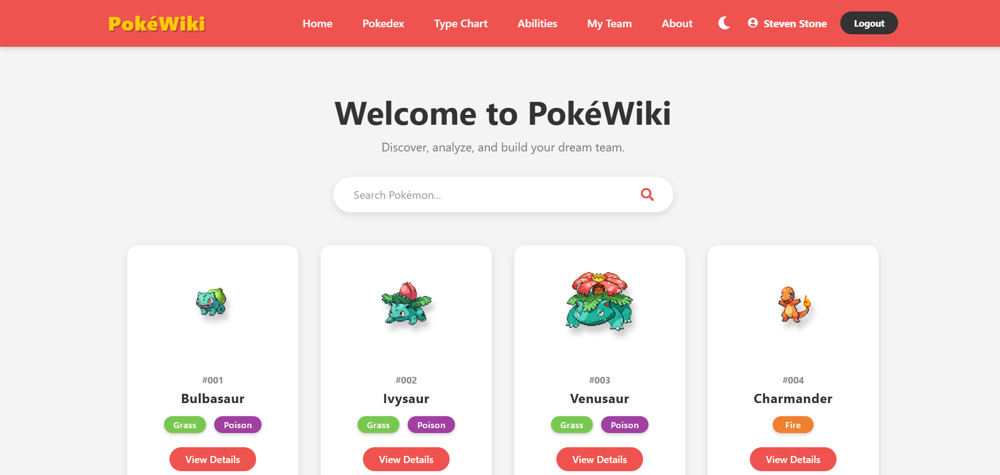 PokéWiki
Home Pokedex Type Chart Abilities My Team About Steven Stone Logout
Welcome to PokéWiki
Discover, analyze, and build your dream team.
Search Pokémon...
#001 #002 #003 #004
Bulbasaur Ivysaur Venusaur Charmander
Grass Poison Grass Poison Grass Poison Fire
View Details View Details View Details View Details